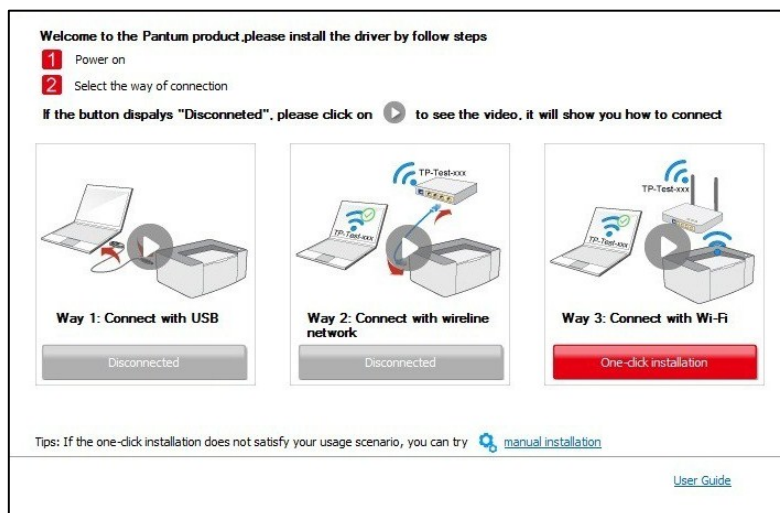 Welcome to the Pantum product,please install the driver by follow steps
1 Power on
2 Select the way of connection
If the button dispalys "Disconneted", please click on to see the video, it will show you how to connect
TP-Test-xxx
TP-Test-xxx
TP-Test-xxx
TP-Test-xxx
Way 1: Connect with USB
Way 2: Connect with wireline
network
Way 3: Connect with Wi-Fi
Disconnected
Disconnected
One-click installation
Tips: If the one-click installation does not satisfy your usage scenario, you can try manual installation
User Guide